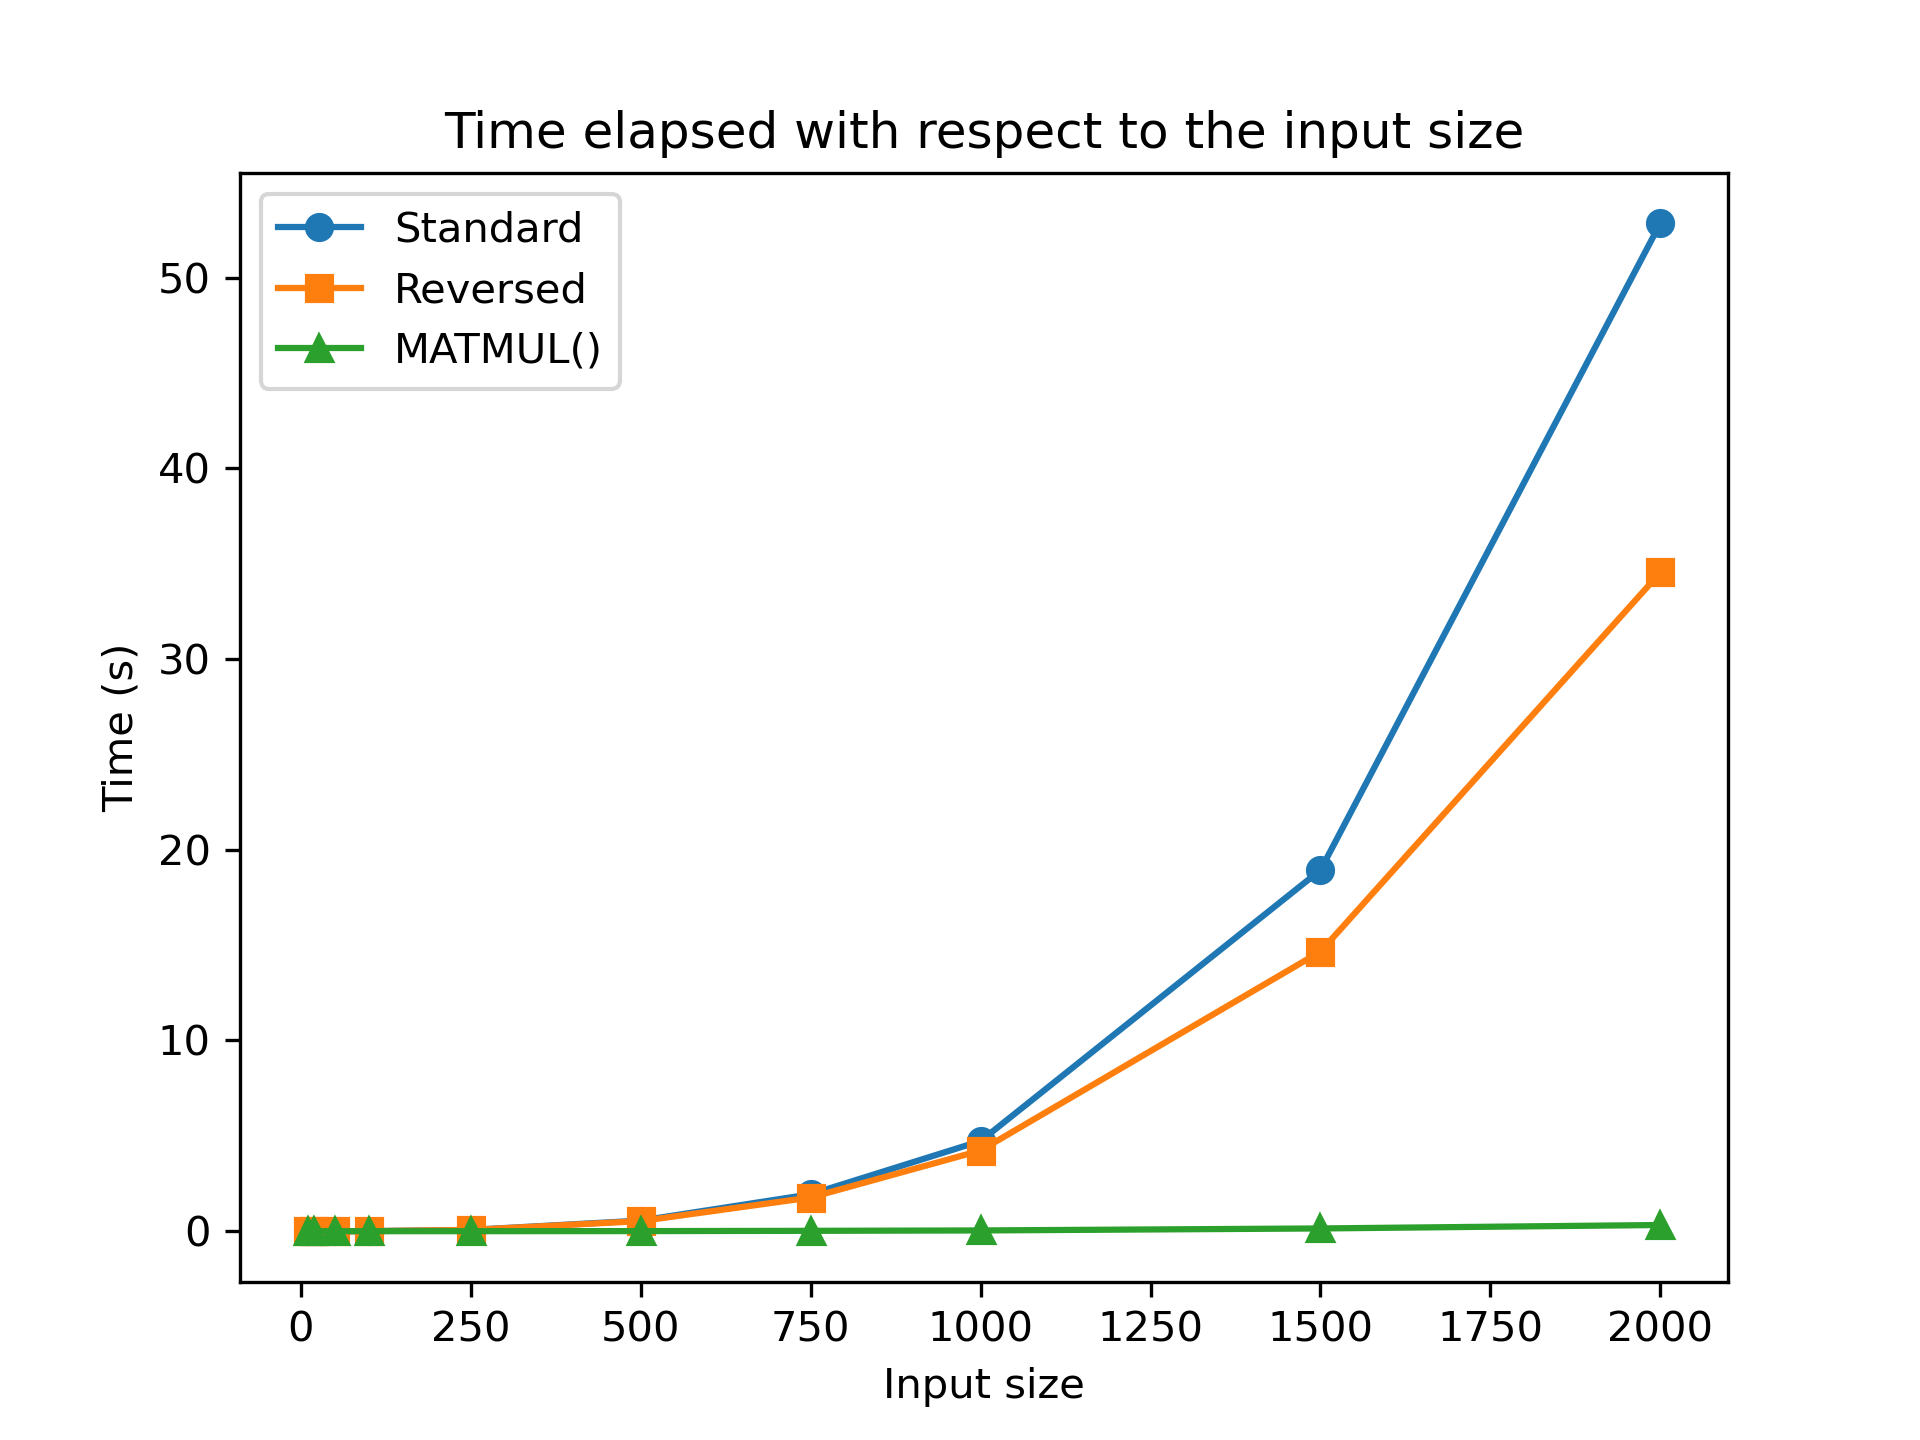 Time elapsed with respect to the input size
Standard
Reversed
MATMUL()
50
40
30
20
10
0
Time (s)
0 250 500 750 1000 1250 1500 1750 2000
Input size